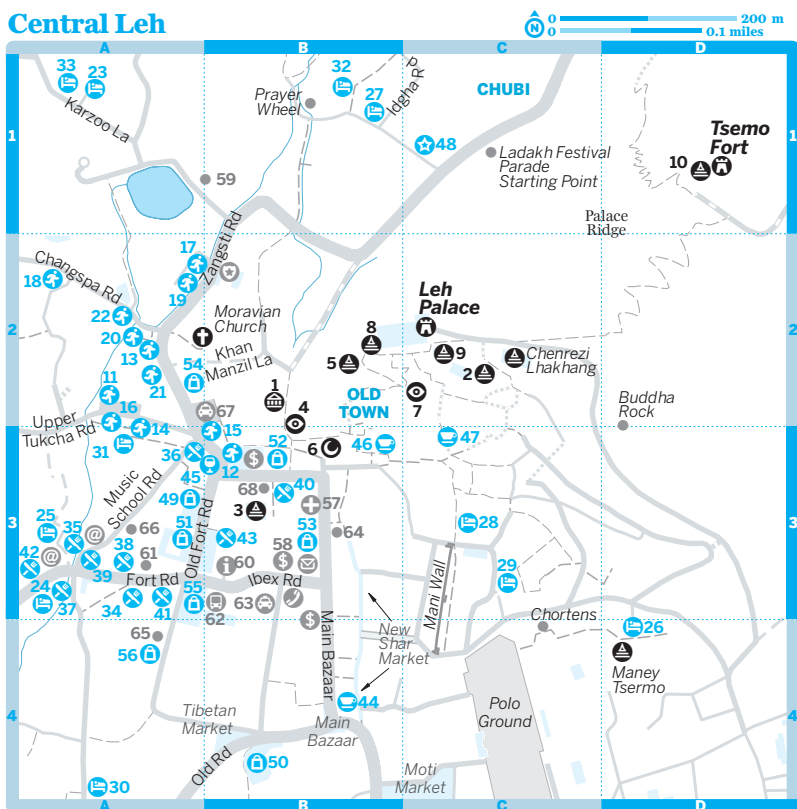 Central Leh
N
0 200 m
0 0.1 miles
A B C D
33 23
Karzoo La
32
Prayer
Wheel
27
Idgha R
CHUBI
1
1
48
Ladakh Festival
Parade
Starting Point
Tsemo
Fort
10
59
Palace
Ridge
Zangsti Rd
17
18
Changspa Rd
19
Leh
Palace
22
Moravian
Church
2
2
20
13
Khan
Manzil La
8
5
9
2
Chenrezi
Lhakhang
54
21
11
1
OLD
TOWN
7
Buddha
Rock
4
67
16
Upper
Tukcha Rd
14
15
31
36
12
52
6
46
47
45
Music
School Rd
49
68
40
3
57
3
3
25
35
66
51
Old Fort Rd
43
53
64
28
42
38
61
60
58
39
Fort Rd
Ibex Rd
Mani Wall
29
24
37
34
41
55
62
63
Chortens
26
65
56
Main Bazaar
New
Shar
Market
Maney
Tsermo
44
Polo
Ground
4
4
Tibetan
Market
Main
Bazaar
Old Rd
50
Moti
Market
30
A B C D